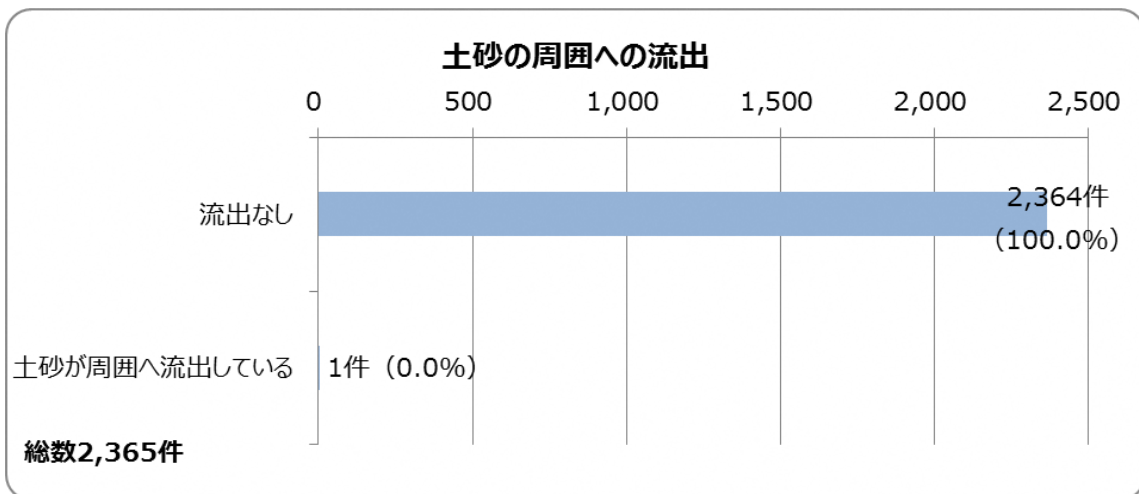 土砂の周囲への流出
0 500 1,000 1,500 2,000 2,500
流出なし
2,364件
（100.0%）
土砂が周囲へ流出している
1件（0.0%）
総数2,365件